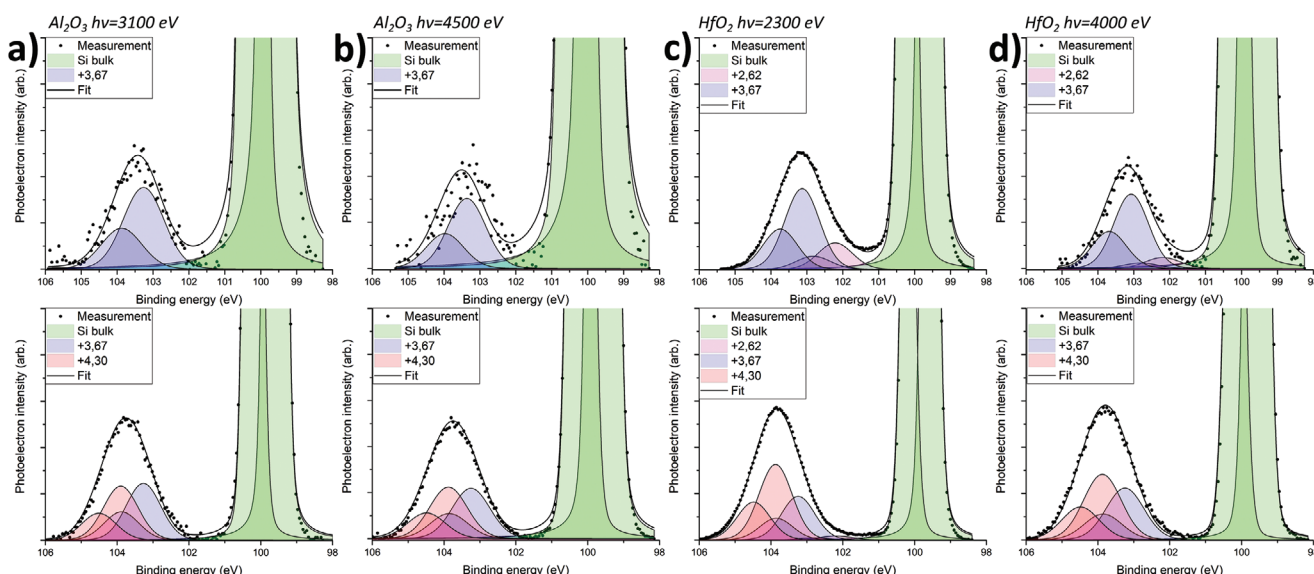 Al₂O₃ hv=3100 eV
a)
Measurement
Si bulk
+3,67
Fit
Photoelectron intensity (arb.)
106 105 104 103 102 101 100 99 98
Binding energy (eV)
Al₂O₃ hv=4500 eV
b)
Measurement
Si bulk
+3,67
Fit
Photoelectron intensity (arb.)
106 105 104 103 102 101 100 99 98
Binding energy (eV)
HfO₂ hv=2300 eV
c)
Measurement
Si bulk
+2,62
+3,67
Fit
Photoelectron intensity (arb.)
106 105 104 103 102 101 100 99 98
Binding energy (eV)
HfO₂ hv=4000 eV
d)
Measurement
Si bulk
+2,62
+3,67
Fit
Photoelectron intensity (arb.)
106 105 104 103 102 101 100 99 98
Binding energy (eV)
Measurement
Si bulk
+3,67
+4,30
Fit
Photoelectron intensity (arb.)
106 104 102 100 98
Binding energy (eV)
Measurement
Si bulk
+3,67
+4,30
Fit
Photoelectron intensity (arb.)
106 104 102 100 98
Binding energy (eV)
Measurement
Si bulk
+2,62
+3,67
+4,30
Fit
Photoelectron intensity (arb.)
106 104 102 100 98
Binding energy (eV)
Measurement
Si bulk
+3,67
+4,30
Fit
Photoelectron intensity (arb.)
106 104 102 100 98
Binding energy (eV)